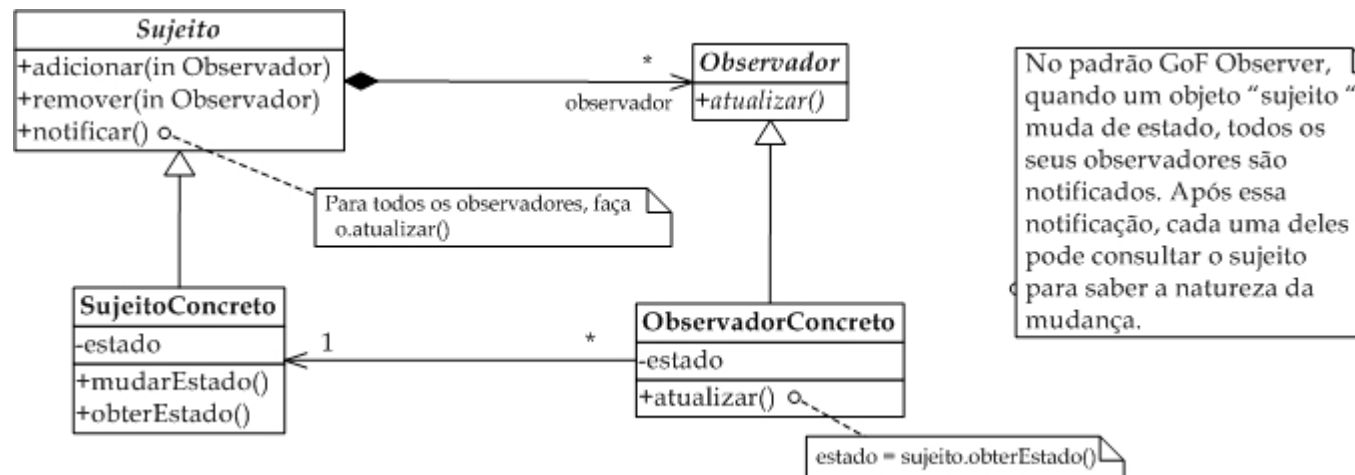 Sujeito
+adicionar(in Observador)
+remover(in Observador)
+notificar()
*
observador
Observador
+atualizar()
Para todos os observadores, faça
o.atualizar()
No padrão GoF Observer,
quando um objeto “sujeito “
muda de estado, todos os
seus observadores são
notificados. Após essa
notificação, cada uma deles
pode consultar o sujeito
para saber a natureza da
mudança.
SujeitoConcreto
-estado
+mudarEstado()
+obterEstado()
1
*
ObservadorConcreto
-estado
+atualizar()
estado = sujeito.obterEstado()